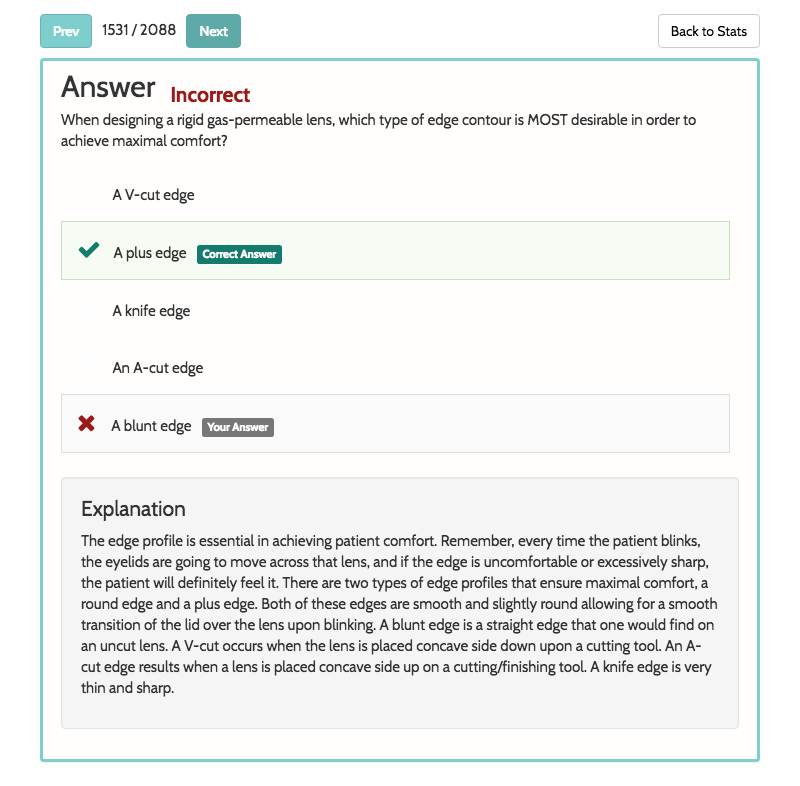 Prev 1531 / 2088 Next Back to Stats
Answer Incorrect
When designing a rigid gas-permeable lens, which type of edge contour is MOST desirable in order to
achieve maximal comfort?
A V-cut edge
A plus edge Correct Answer
A knife edge
An A-cut edge
A blunt edge Your Answer
Explanation
The edge profile is essential in achieving patient comfort. Remember, every time the patient blinks,
the eyelids are going to move across that lens, and if the edge is uncomfortable or excessively sharp,
the patient will definitely feel it. There are two types of edge profiles that ensure maximal comfort, a
round edge and a plus edge. Both of these edges are smooth and slightly round allowing for a smooth
transition of the lid over the lens upon blinking. A blunt edge is a straight edge that one would find on
an uncut lens. A V-cut occurs when the lens is placed concave side down upon a cutting tool. An A-
cut edge results when a lens is placed concave side up on a cutting/finishing tool. A knife edge is very
thin and sharp.